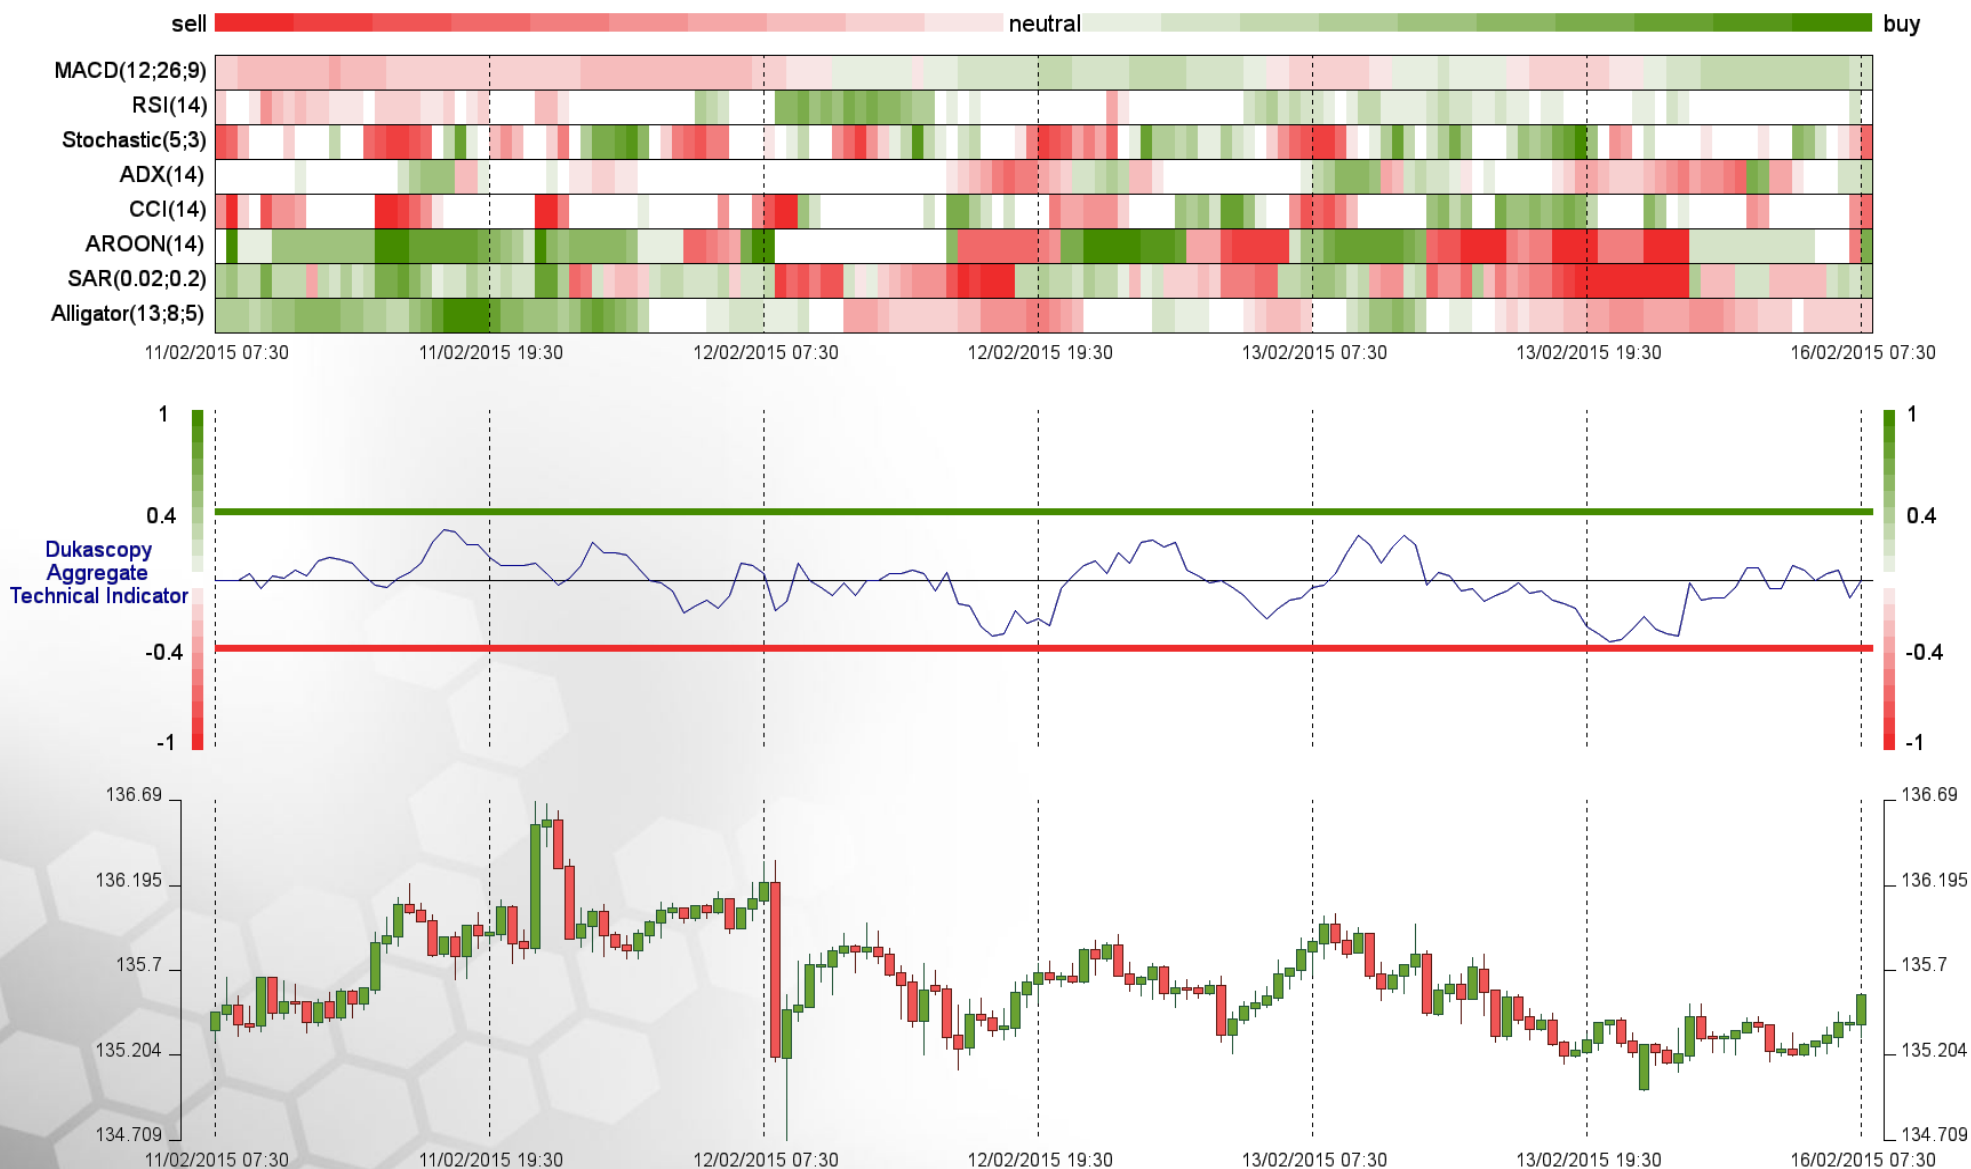 sell neutral buy
MACD(12;26;9)
RSI(14)
Stochastic(5;3)
ADX(14)
CCI(14)
AROON(14)
SAR(0.02;0.2)
Alligator(13;8;5)
11/02/2015 07:30 11/02/2015 19:30 12/02/2015 07:30 12/02/2015 19:30 13/02/2015 07:30 13/02/2015 19:30 16/02/2015 07:30
1 1
0.4 0.4
Dukascopy
Aggregate
Technical Indicator
-0.4 -0.4
-1 -1
136.69 136.69
136.195 136.195
135.7 135.7
135.204 135.204
134.709 134.709
11/02/2015 07:30 11/02/2015 19:30 12/02/2015 07:30 12/02/2015 19:30 13/02/2015 07:30 13/02/2015 19:30 16/02/2015 07:30